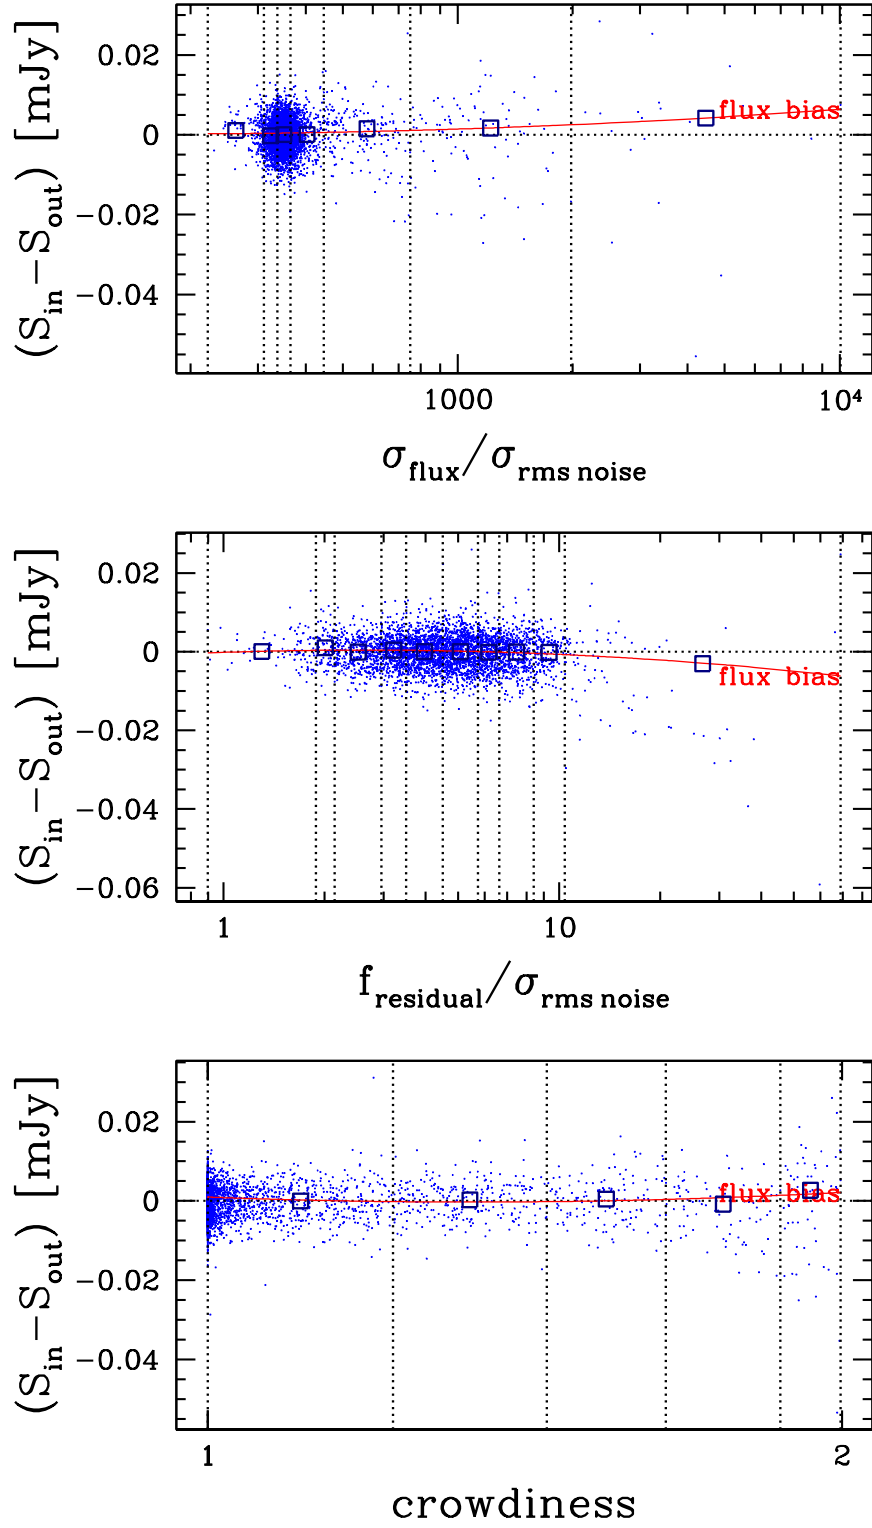 0.02
0
−0.02
−0.04
(S_in−S_out) [mJy]
flux bias
1000 10⁴
σ_flux/σ_rms noise
0.02
0
−0.02
−0.04
−0.06
(S_in−S_out) [mJy]
flux bias
1 10
f_residual/σ_rms noise
0.02
0
−0.02
−0.04
(S_in−S_out) [mJy]
flux bias
1 2
crowdiness